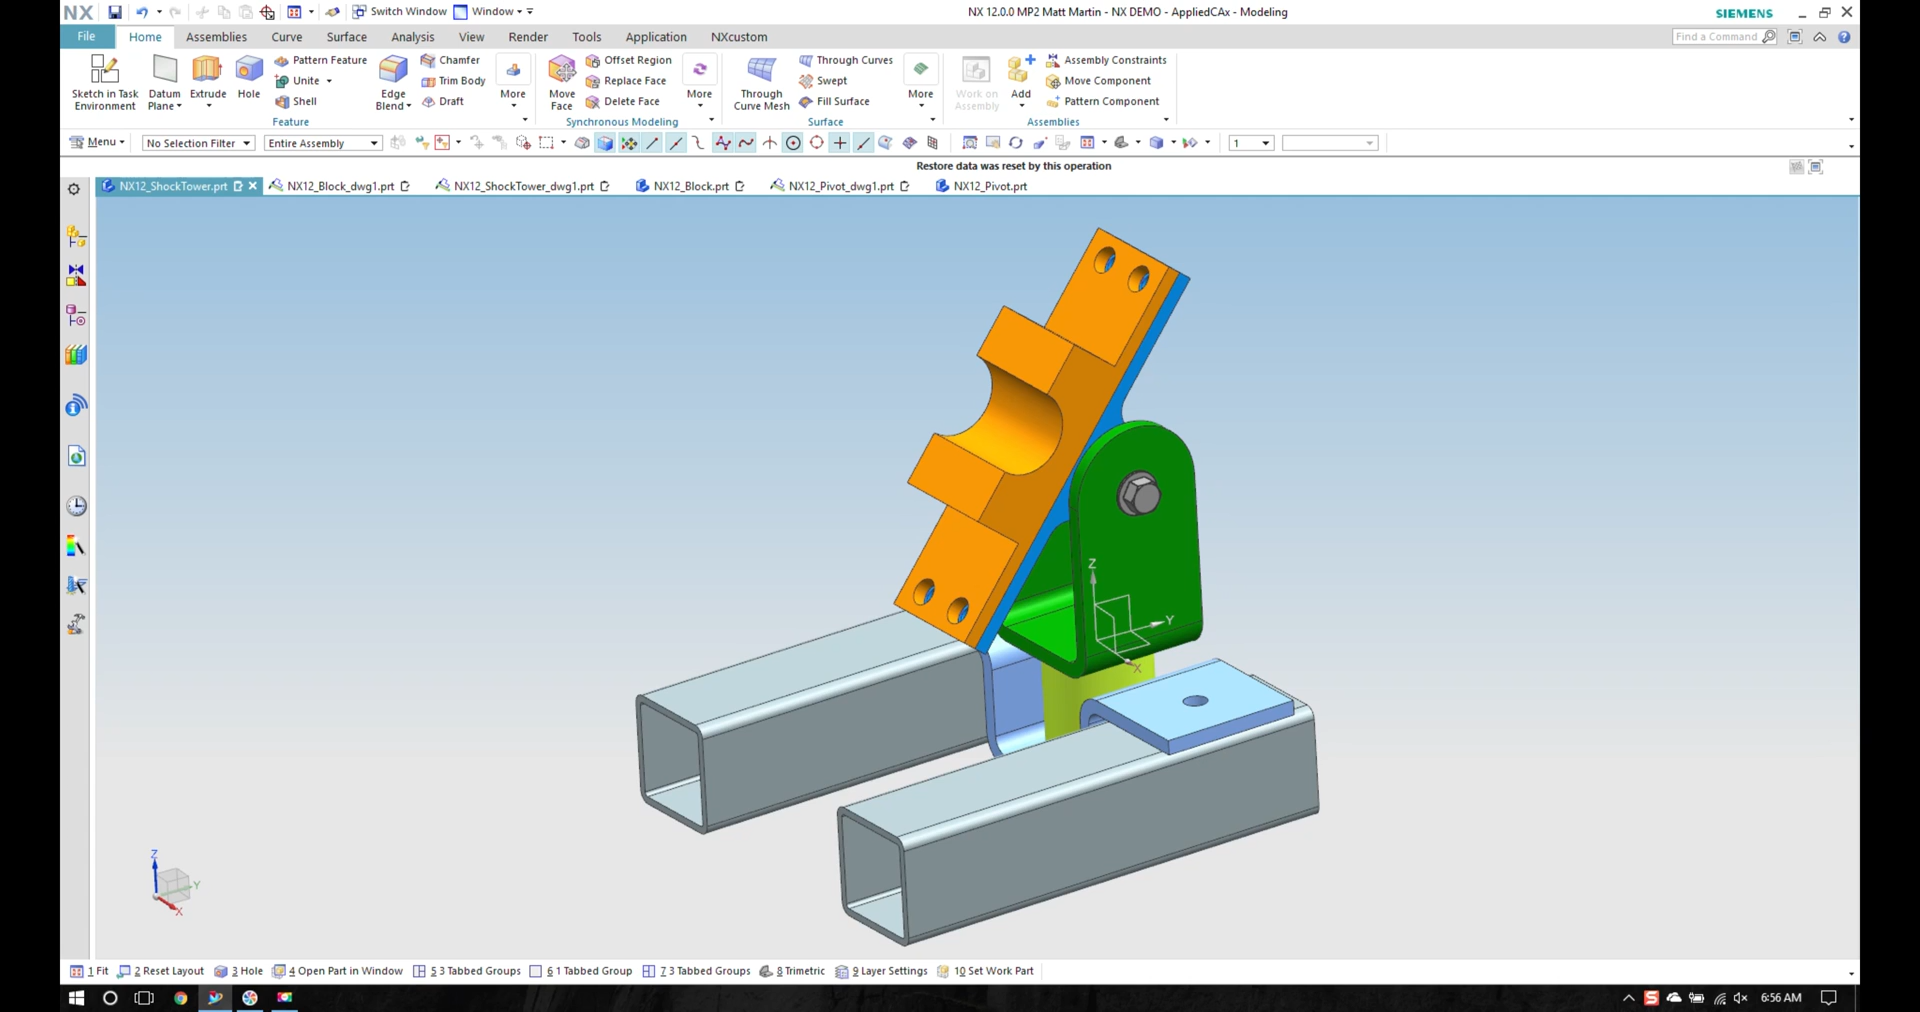 NX Switch Window Window NX 12.0.0 MP2 Matt Martin - NX DEMO - AppliedCAx - Modeling SIEMENS
File Home Assemblies Curve Surface Analysis View Render Tools Application NXcustom Find a Command
Sketch in Task Environment
Datum Plane
Extrude
Hole
Pattern Feature
Unite
Shell
Edge Blend
Chamfer
Trim Body
Draft
More
Feature
Move Face
Offset Region
Replace Face
Delete Face
More
Synchronous Modeling
Through Curve Mesh
Through Curves
Swept
Fill Surface
More
Surface
Work on Assembly
Add
Assembly Constraints
Move Component
Pattern Component
Assemblies
Menu No Selection Filter Entire Assembly 1
Restore data was reset by this operation
NX12_ShockTower.prt NX12_Block_dwg1.prt NX12_ShockTower_dwg1.prt NX12_Block.prt NX12_Pivot_dwg1.prt NX12_Pivot.prt
Z
Y
X
Z
Y
X
1 Fit 2 Reset Layout 3 Hole 4 Open Part in Window 5 3 Tabbed Groups 6 1 Tabbed Group 7 3 Tabbed Groups 8 Trimetric 9 Layer Settings 10 Set Work Part
6:56 AM